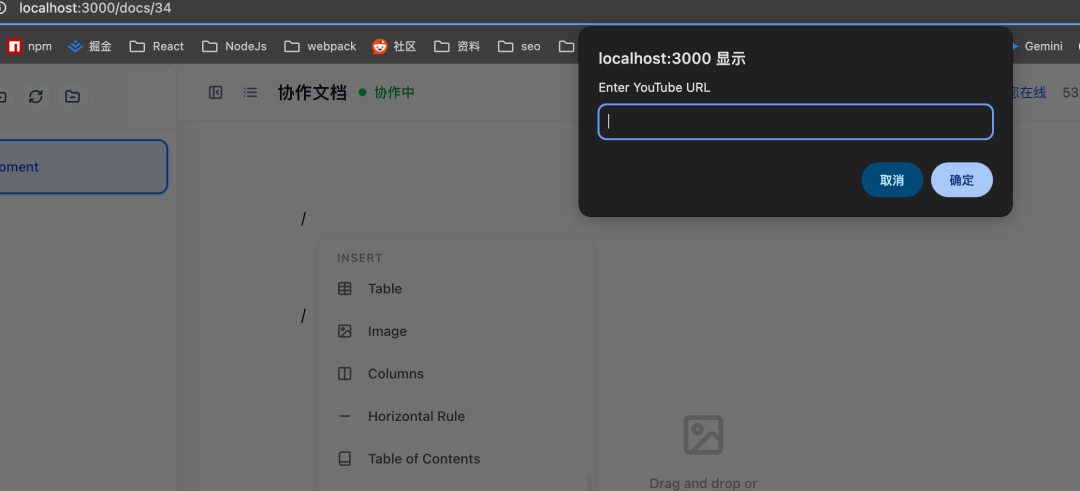 localhost:3000/docs/34
npm 掘金 React NodeJs webpack 社区 资料 seo Gemini
localhost:3000 显示
Enter YouTube URL
取消 确定
协作文档 协作中
您在线 53
oment
/
INSERT
Table
/
Image
Columns
Horizontal Rule
Table of Contents
Drag and drop or